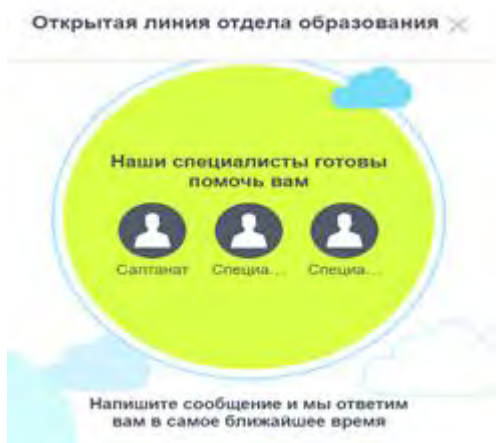 Открытая линия отдела образования
Наши специалисты готовы
помочь вам
Салтанат Специа... Специа...
Напишите сообщение и мы ответим
вам в самое ближайшее время